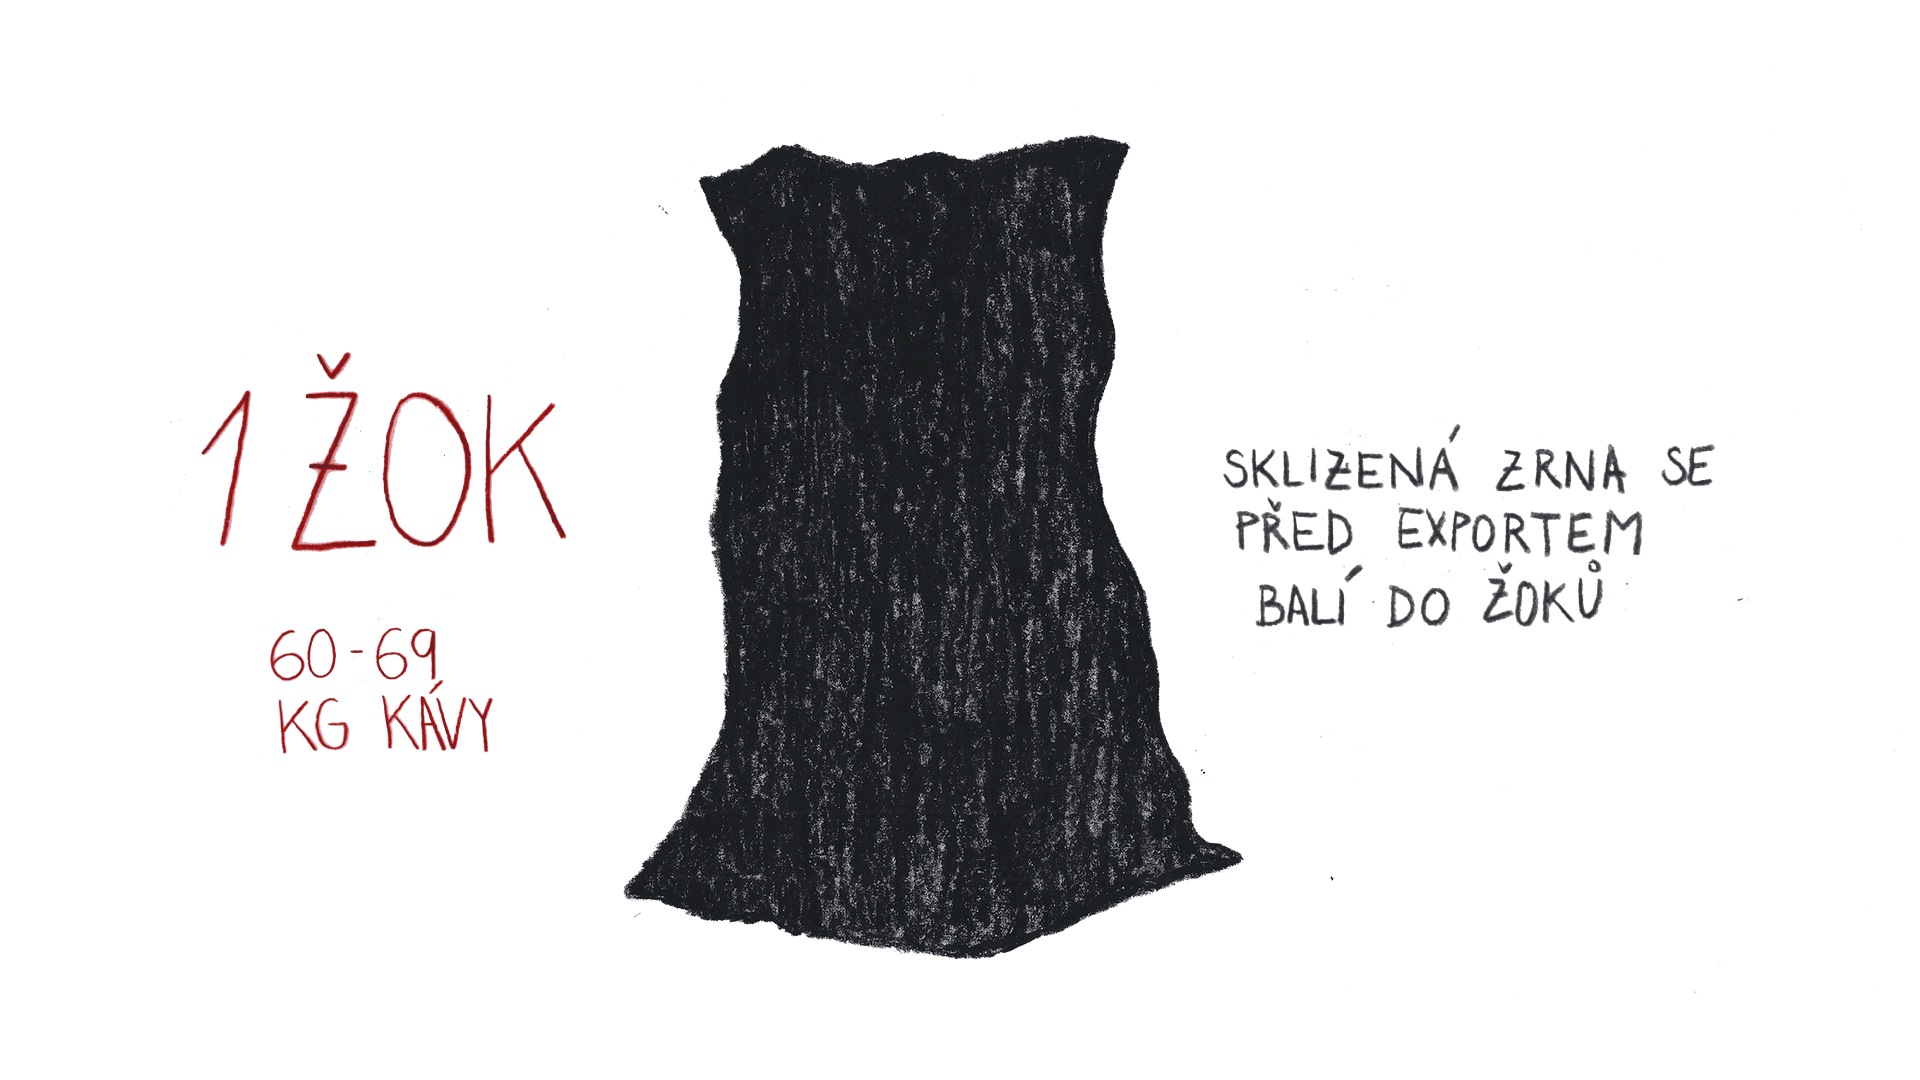 1 ŽOK
60-69
KG KÁVY
SKLIZENÁ ZRNA SE
PŘED EXPORTEM
BALÍ DO ŽOKŮ